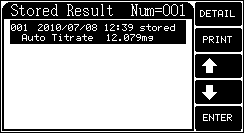 Stored Result Num=001
DETAIL
001 2010/07/08 12:39 stored
Auto Titrate 12.079mg
PRINT
ENTER